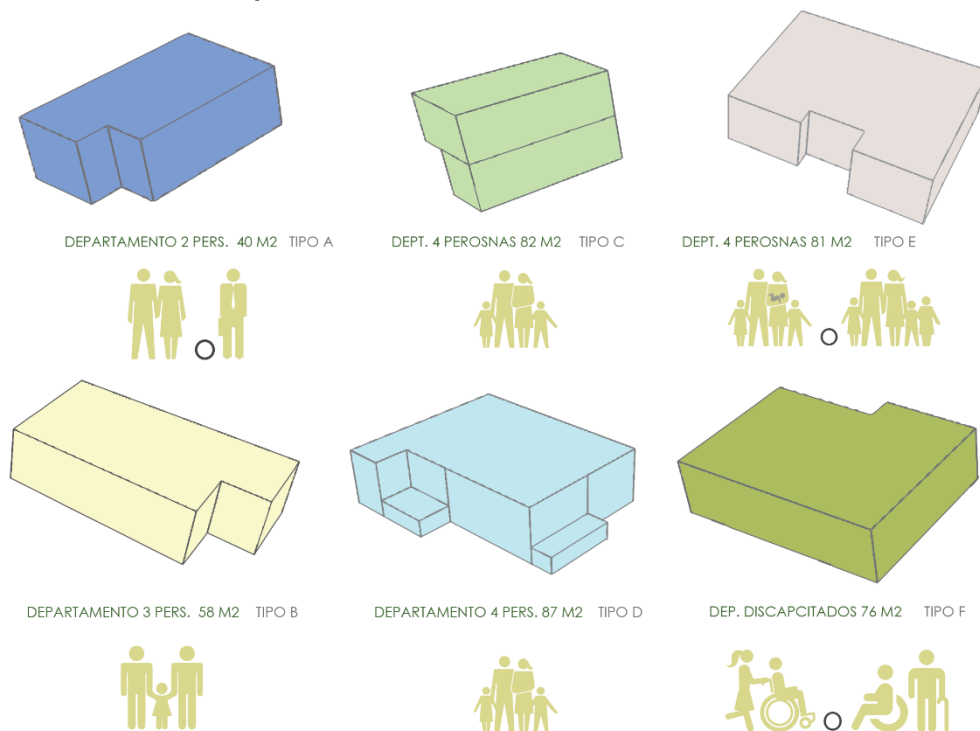 DEPARTAMENTO 2 PERS. 40 M2 TIPO A
DEPT. 4 PEROSNAS 82 M2 TIPO C
DEPT. 4 PEROSNAS 81 M2 TIPO E
O
O
DEPARTAMENTO 3 PERS. 58 M2 TIPO B
DEPARTAMENTO 4 PERS. 87 M2 TIPO D
DEP. DISCAPCITADOS 76 M2 TIPO F
O